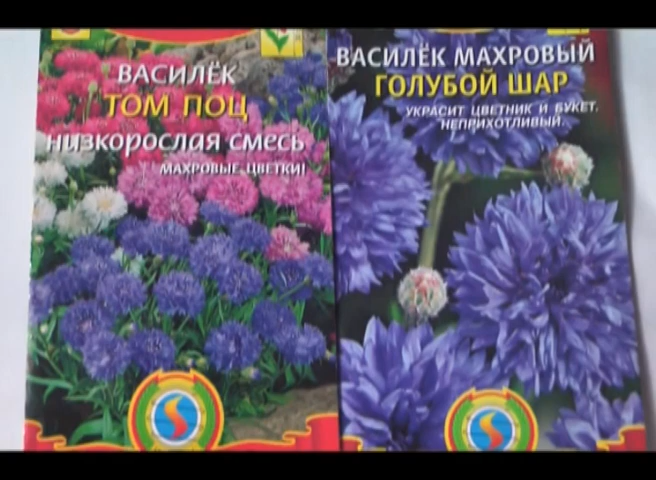 ВАСИЛЁК
ТОМ ПОЦ
низкорослая смесь
МАХРОВЫЕ ЦВЕТКИ!
ВАСИЛЁК МАХРОВЫЙ
ГОЛУБОЙ ШАР
УКРАСИТ ЦВЕТНИК И БУКЕТ.
НЕПРИХОТЛИВЫЙ.